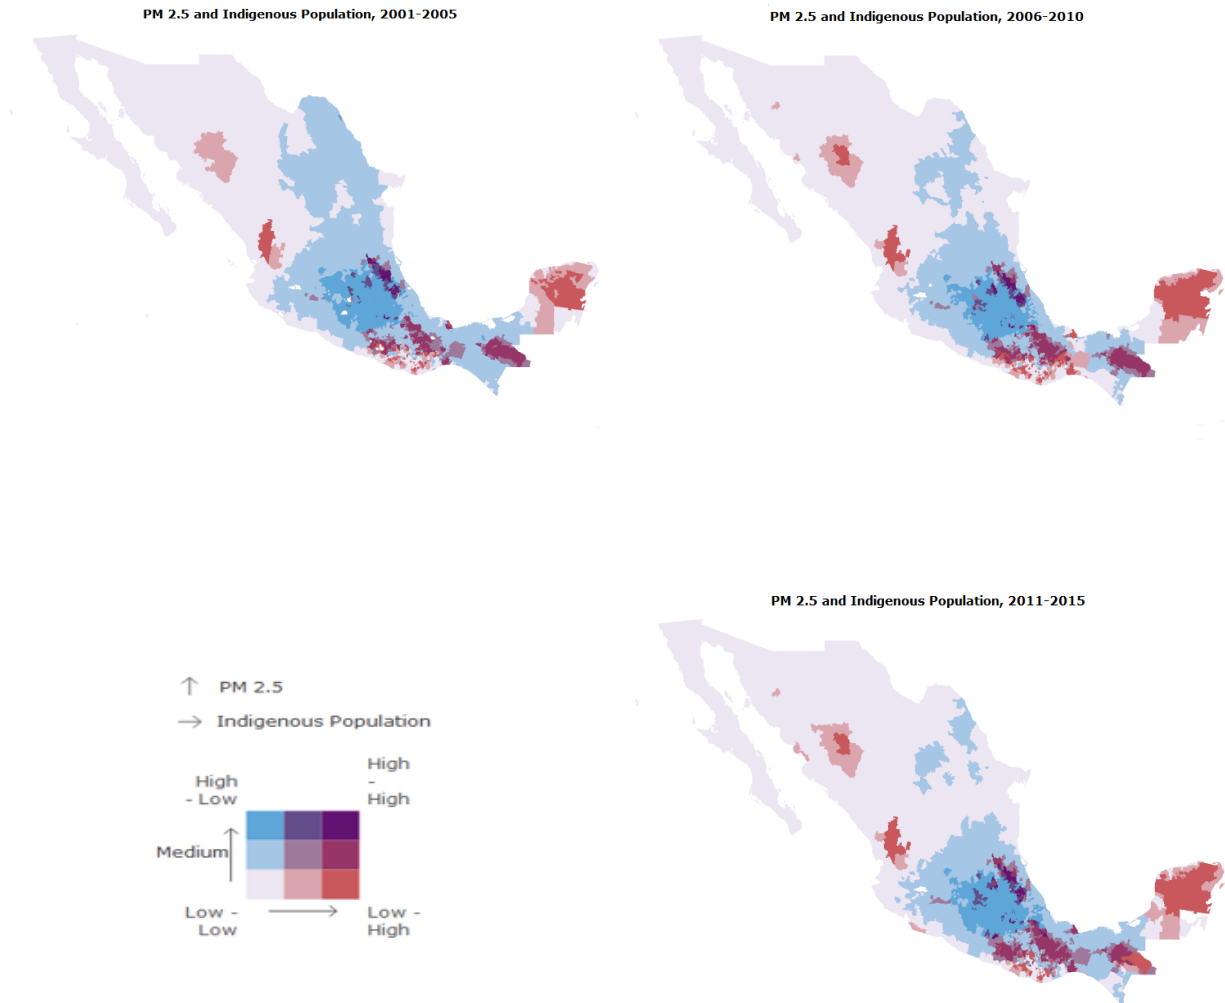 PM 2.5 and Indigenous Population, 2001-2005
PM 2.5 and Indigenous Population, 2006-2010
PM 2.5 and Indigenous Population, 2011-2015
↑ PM 2.5
→ Indigenous Population
High
- Low
High
-
High
Medium
Low -
Low
Low -
High